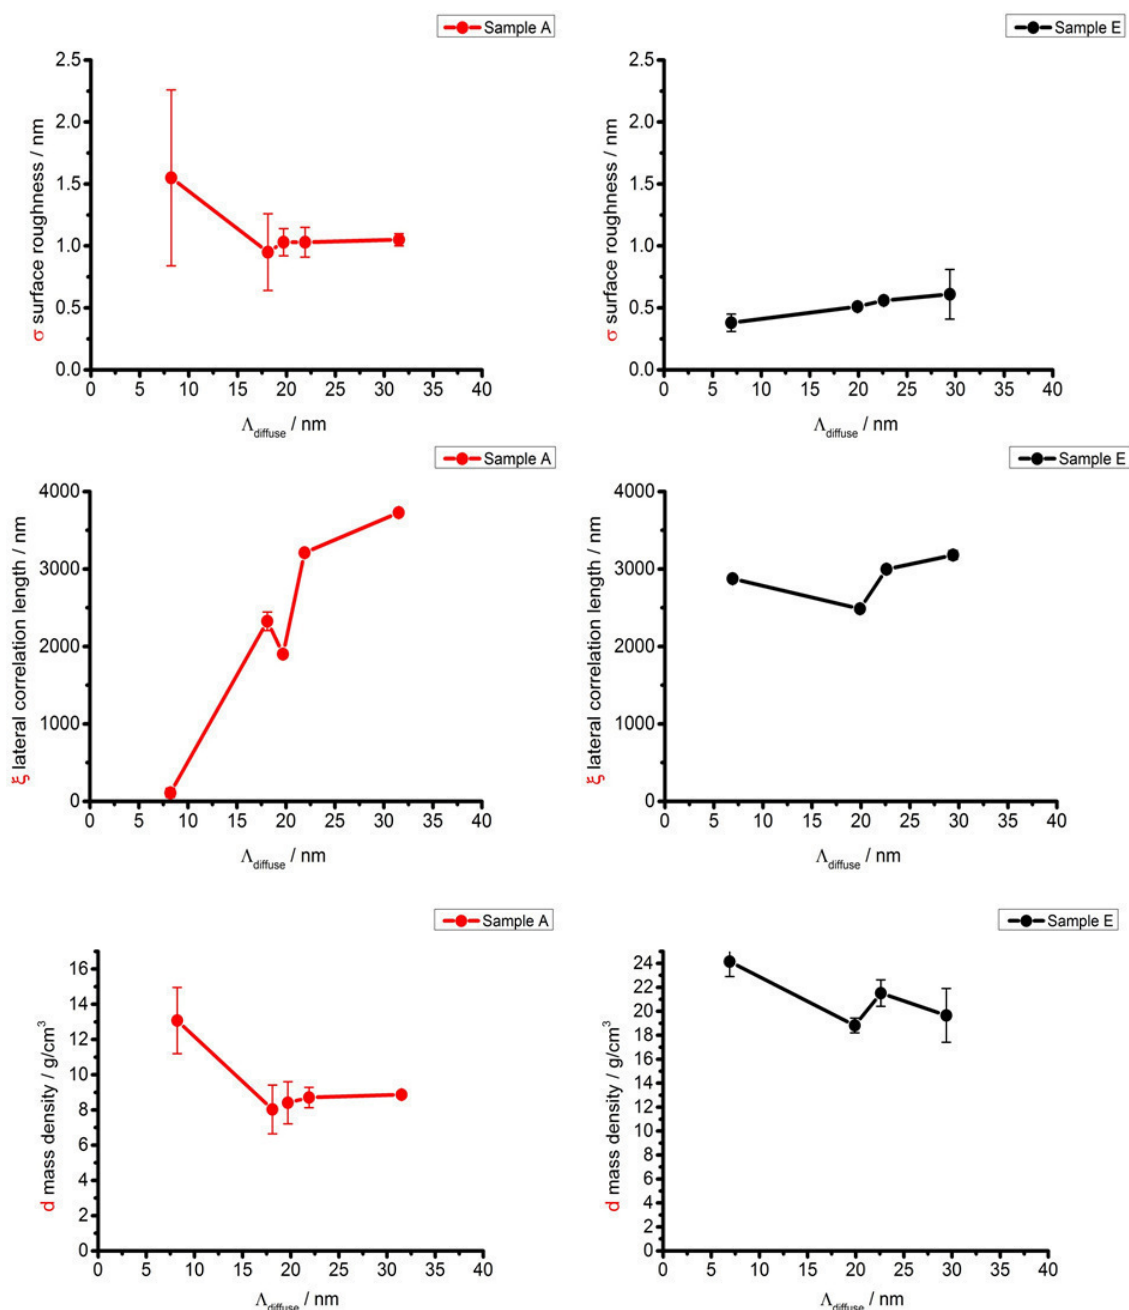 Sample A
2.5
2.0
1.5
1.0
0.5
0.0
σ surface roughness / nm
0 5 10 15 20 25 30 35 40
Λdiffuse / nm
Sample E
2.5
2.0
1.5
1.0
0.5
0.0
σ surface roughness / nm
0 5 10 15 20 25 30 35 40
Λdiffuse / nm
Sample A
4000
3000
2000
1000
0
ξ lateral correlation length / nm
0 5 10 15 20 25 30 35 40
Λdiffuse / nm
Sample E
4000
3000
2000
1000
0
ξ lateral correlation length / nm
0 5 10 15 20 25 30 35 40
Λdiffuse / nm
Sample A
16
14
12
10
8
6
4
2
0
d mass density / g/cm³
0 5 10 15 20 25 30 35 40
Λdiffuse / nm
Sample E
24
22
20
18
16
14
12
10
8
6
4
2
0
d mass density / g/cm³
0 5 10 15 20 25 30 35 40
Λdiffuse / nm